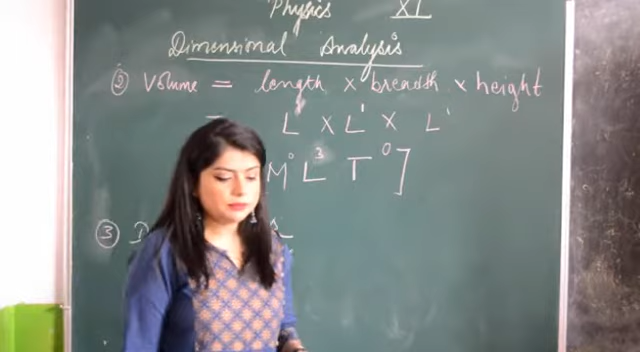 Physics XI
Dimensional Analysis
② Volume = length × breadth × height
= L¹ × L¹ × L¹
M⁰ L³ T⁰]
③ D